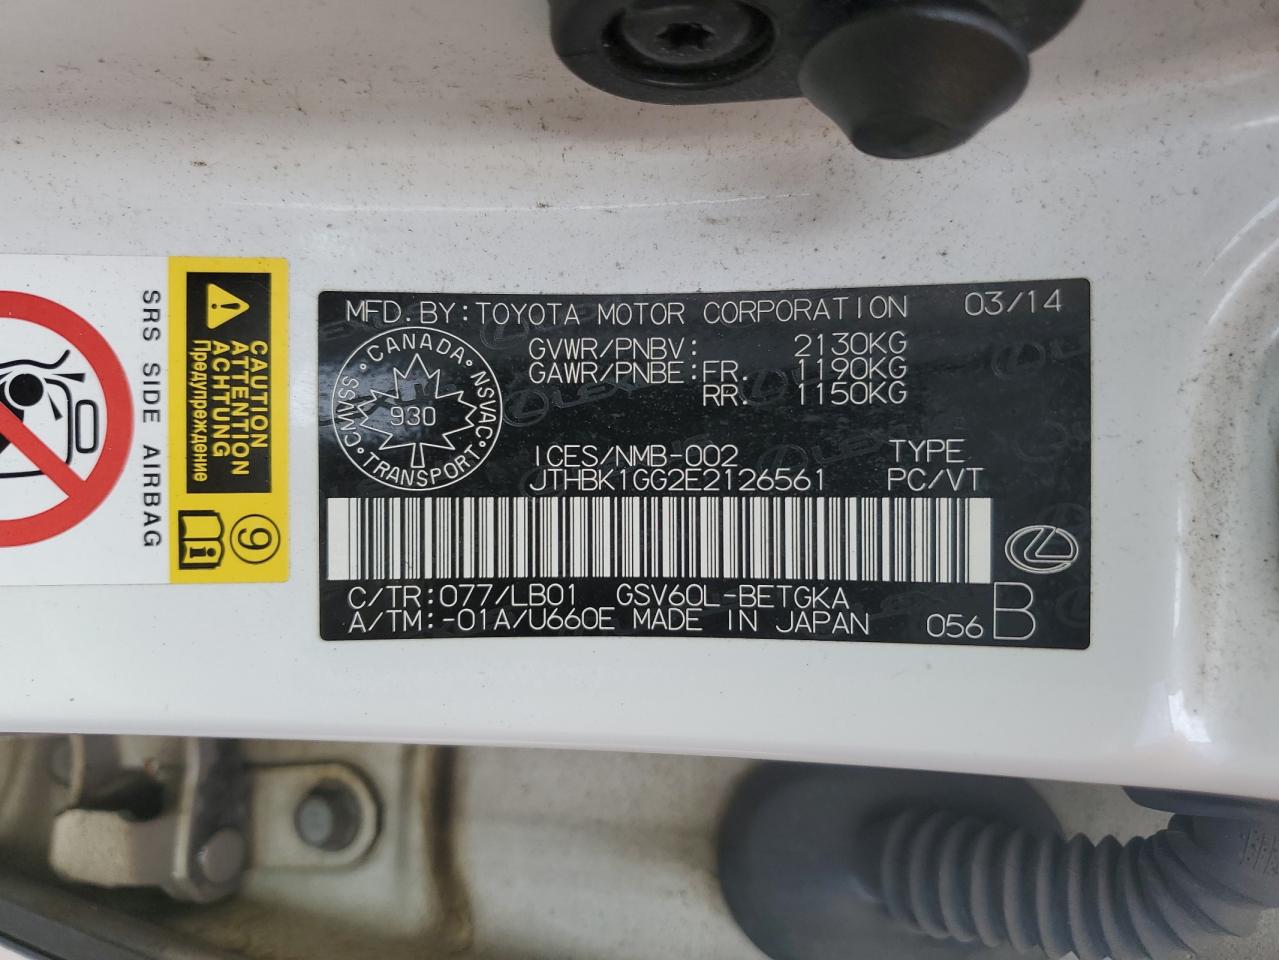 MFD. BY: TOYOTA MOTOR CORPORATION 03/14
GVWR/PNBV: 2130KG
GAWR/PNBE: FR. 1190KG
RR. 1150KG
CANADA
CMVSS NSVAC
930
TRANSPORT
ICES/NMB-002 TYPE
JTHBK1GG2E2126561 PC/VT
C/TR: 077/LB01 GSV60L-BETGKA
A/TM: -01A/U660E MADE IN JAPAN 056 B
CAUTION
ATTENTION
ACHTUNG
Предупреждение
9
SRS SIDE AIRBAG